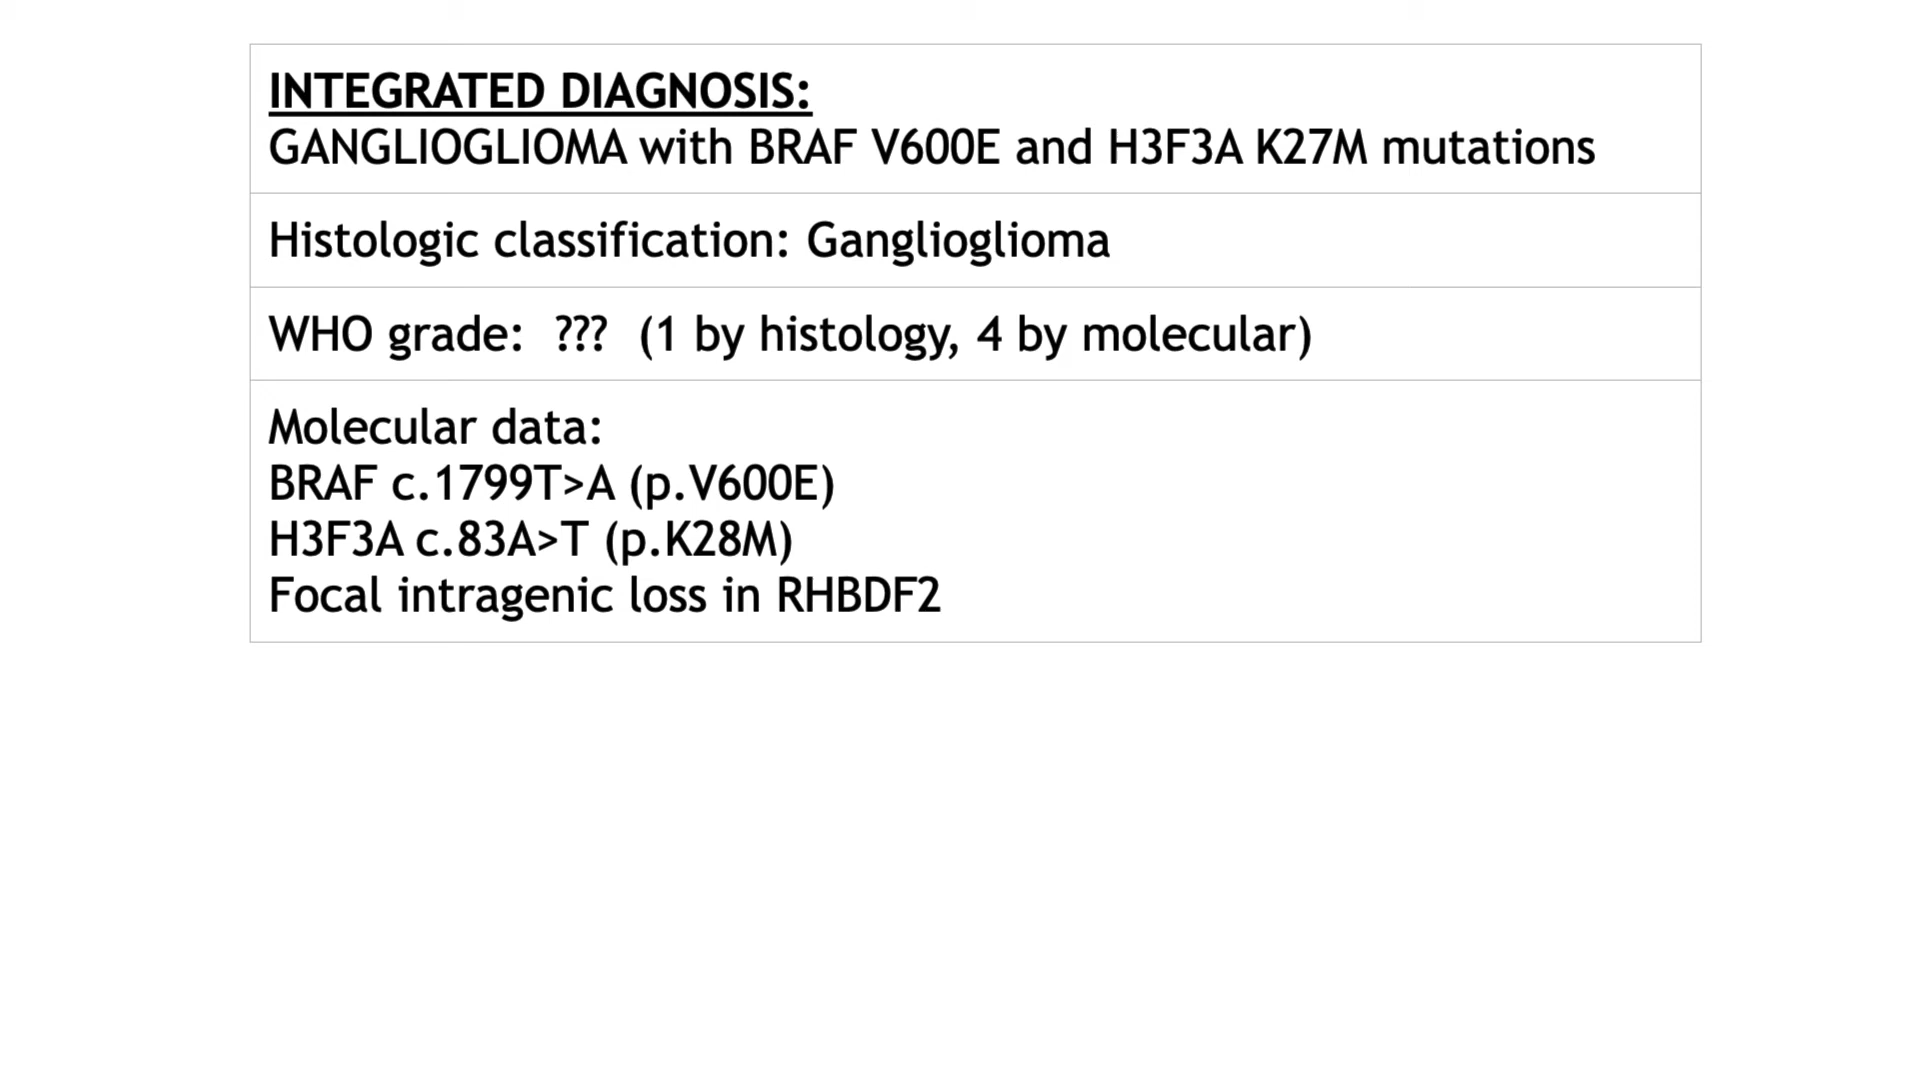 INTEGRATED DIAGNOSIS:
GANGLIOGLIOMA with BRAF V600E and H3F3A K27M mutations
Histologic classification: Ganglioglioma
WHO grade:  ???  (1 by histology, 4 by molecular)
Molecular data:
BRAF c.1799T>A (p.V600E)
H3F3A c.83A>T (p.K28M)
Focal intragenic loss in RHBDF2